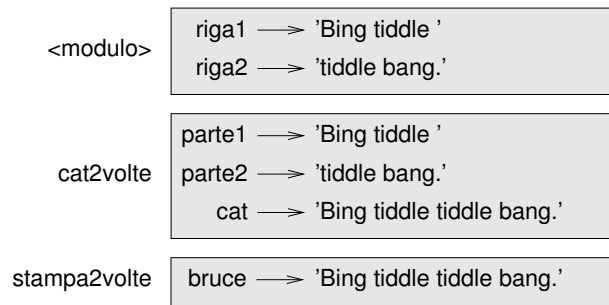 <modulo>
riga1 → 'Bing tiddle '
riga2 → 'tiddle bang.'
cat2volte
parte1 → 'Bing tiddle '
parte2 → 'tiddle bang.'
cat → 'Bing tiddle tiddle bang.'
stampa2volte
bruce → 'Bing tiddle tiddle bang.'